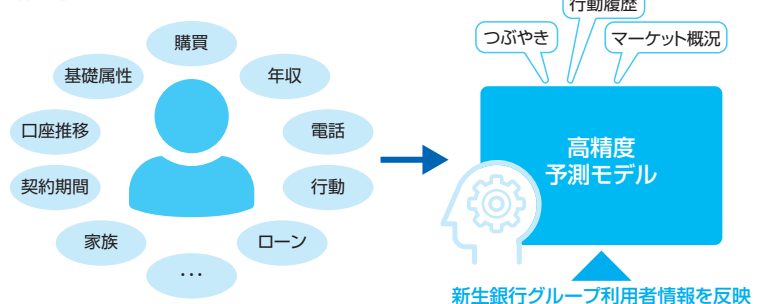 購買
基礎属性
年収
口座推移
電話
契約期間
行動
家族
ローン
・・・
行動履歴
つぶやき
マーケット概況
高精度
予測モデル
新生銀行グループ利用者情報を反映